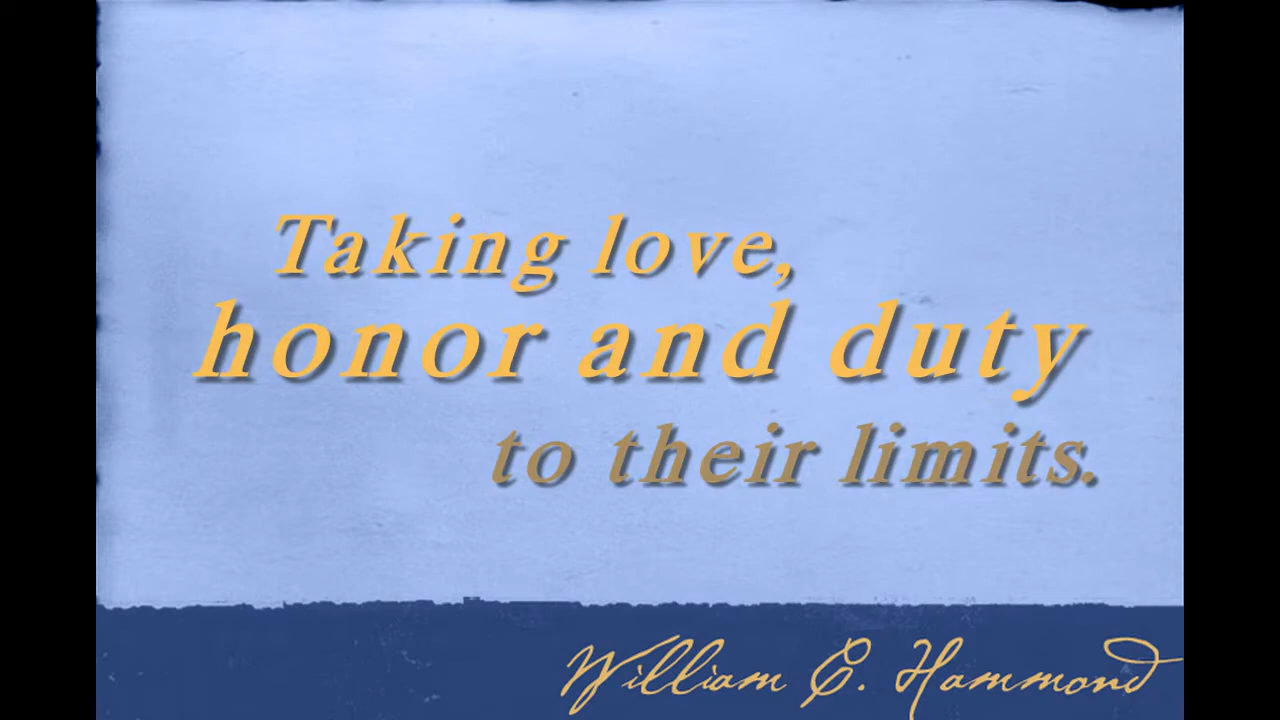 Taking love,
honor and duty
to their limits.
William E. Hammond